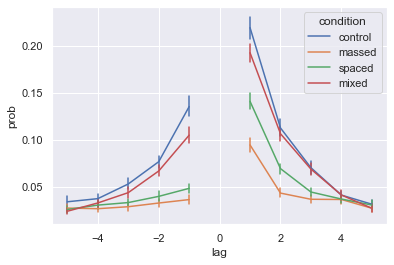 condition
control
massed
spaced
mixed
0.20
0.15
0.10
0.05
prob
−4
−2
0
2
4
lag